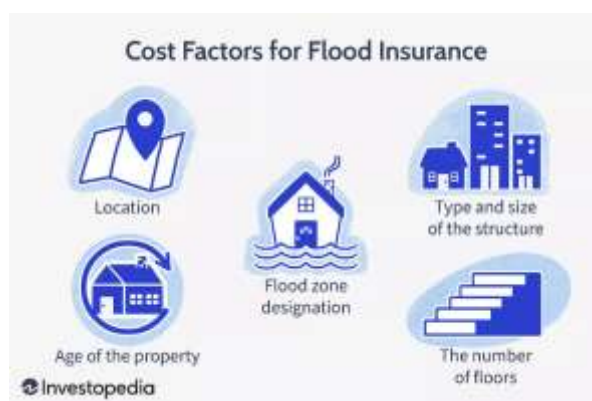 Cost Factors for Flood Insurance
Location
Type and size
of the structure
Flood zone
designation
Age of the property
The number
of floors
Investopedia